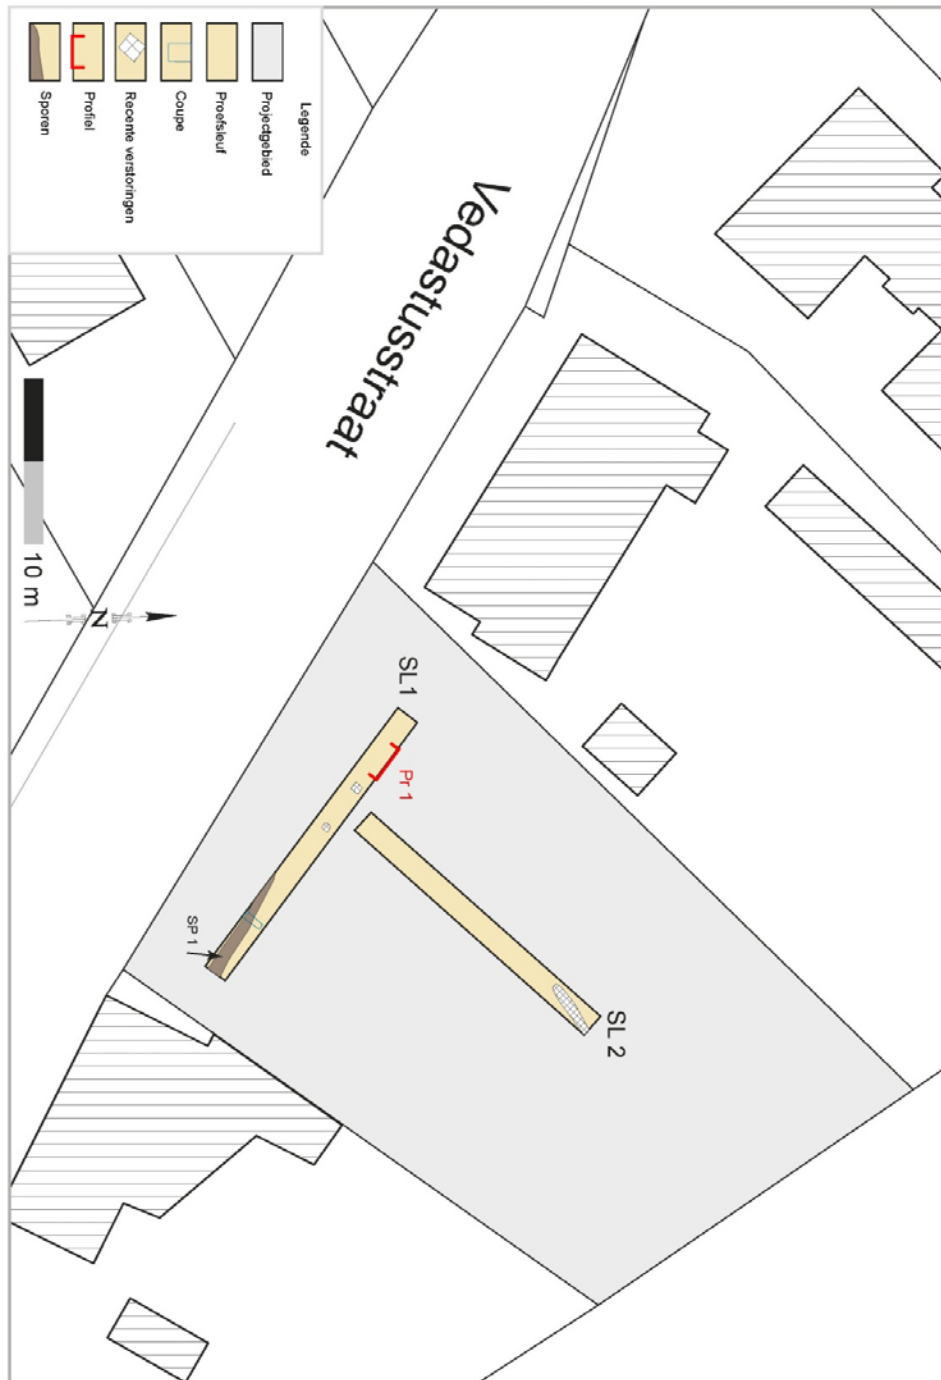 Legende
Projectgebied
Proefsleuf
Coupe
Recente verstoringen
Profiel
Sporen
Vedastusstraat
10 m
N
SL1
Pr 1
SP 1
SL 2